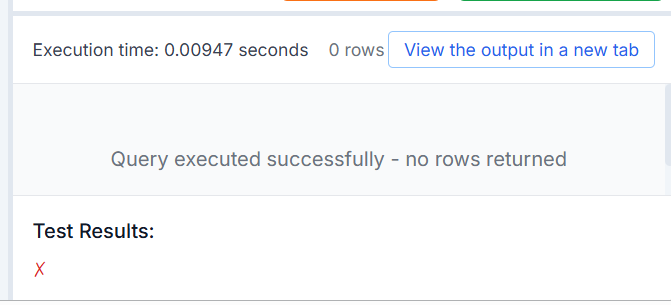 Execution time: 0.00947 seconds 0 rows View the output in a new tab
Query executed successfully - no rows returned
Test Results:
✗